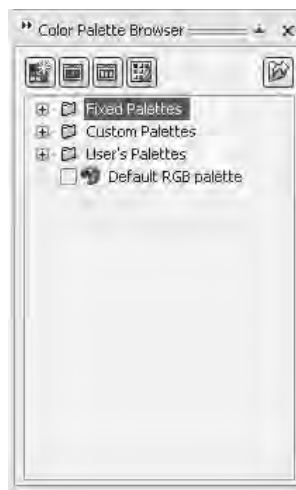 Color Palette Browser
Fixed Palettes
Custom Palettes
User's Palettes
Default RGB palette